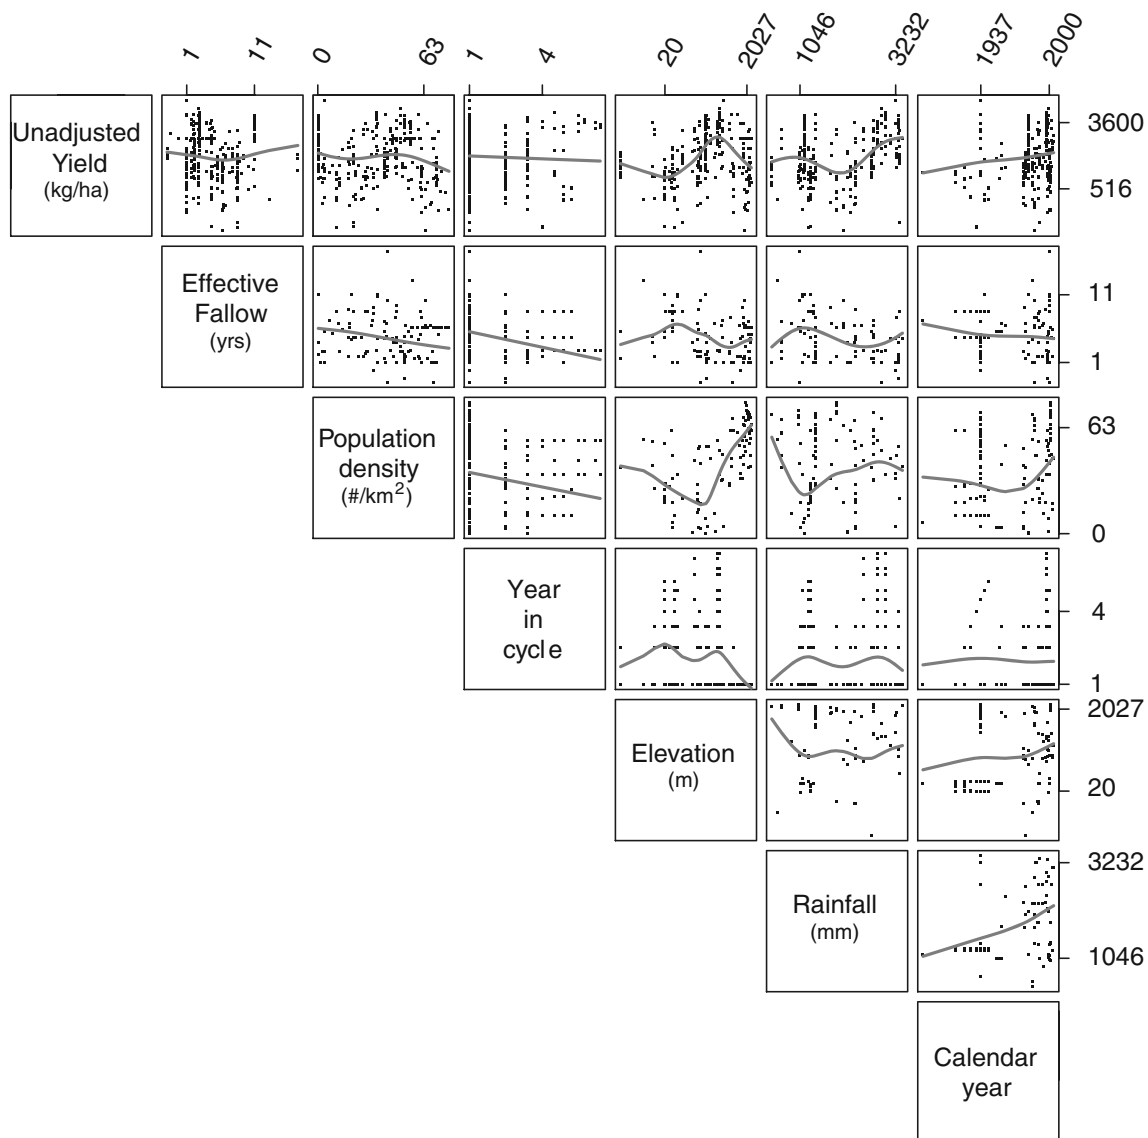 1 11 0 63 1 4 20 2027 1046 3232 1937 2000
Unadjusted
Yield
(kg/ha)
3600
516
Effective
Fallow
(yrs)
11
1
Population
density
(#/km²)
63
0
Year
in
cycle
4
1
Elevation
(m)
2027
20
Rainfall
(mm)
3232
1046
Calendar
year